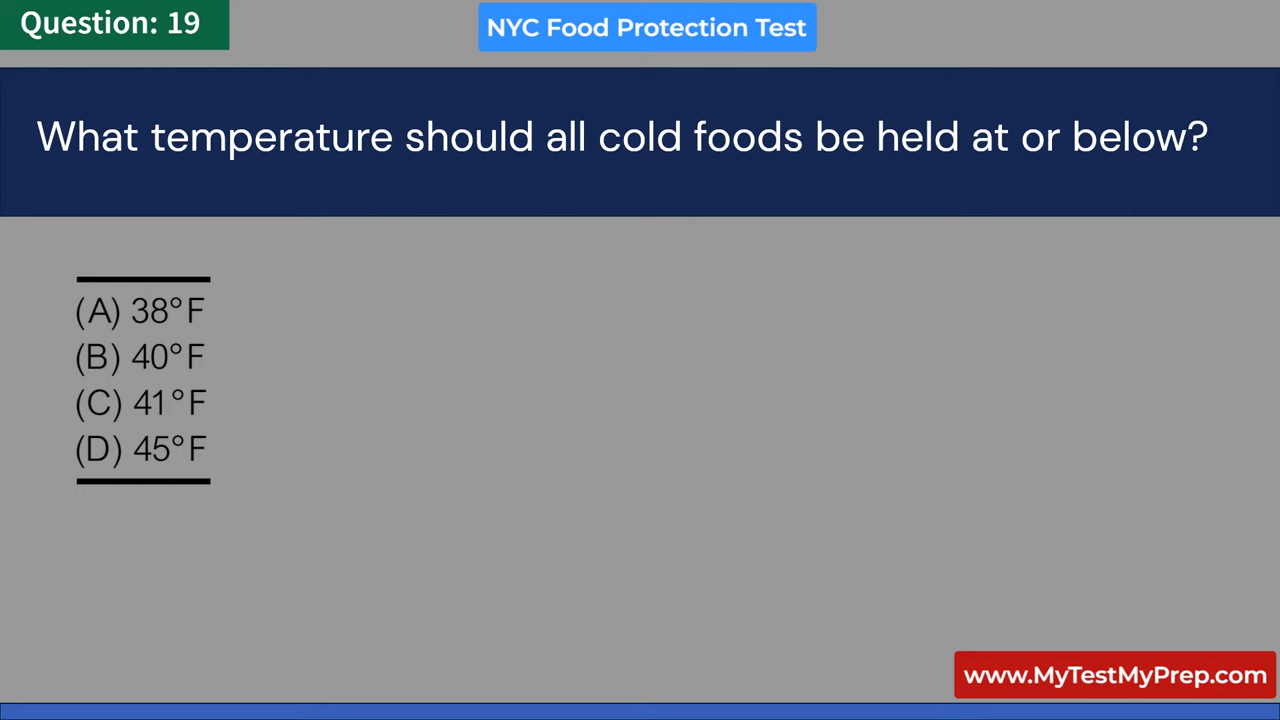 Question: 19
NYC Food Protection Test
What temperature should all cold foods be held at or below?
(A) 38°F
(B) 40°F
(C) 41°F
(D) 45°F
www.MyTestMyPrep.com